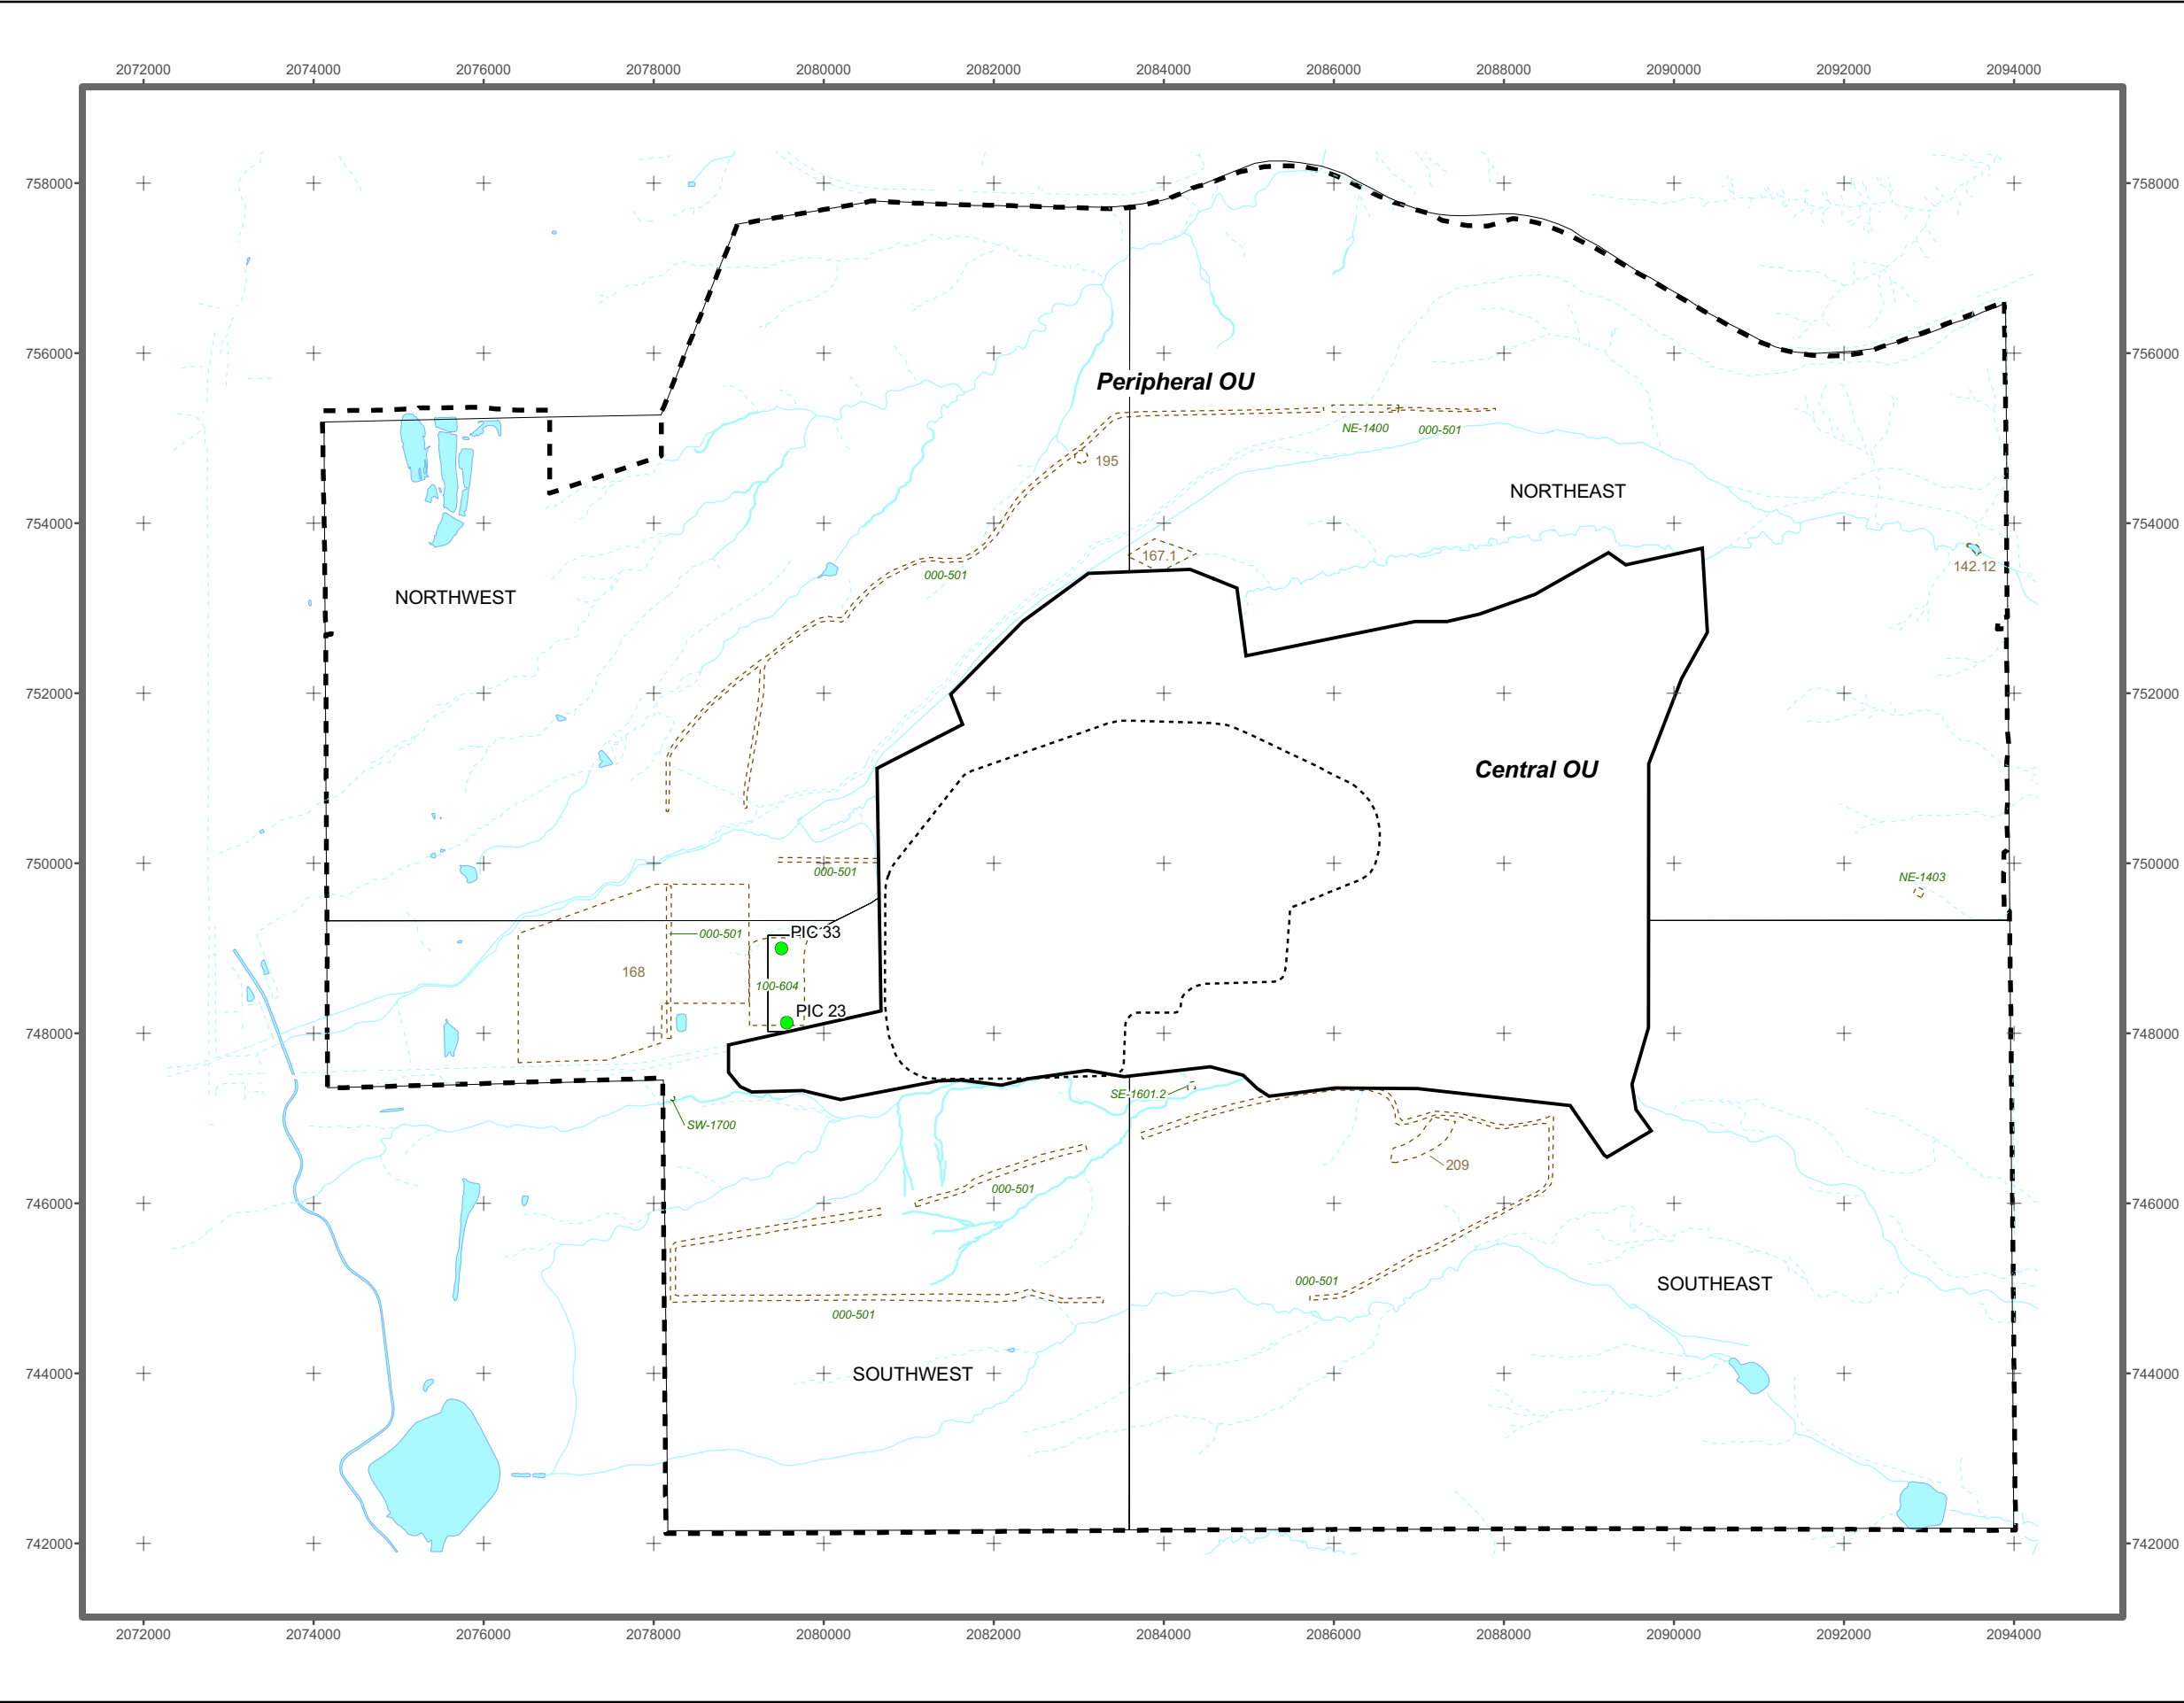 2072000 2074000 2076000 2078000 2080000 2082000 2084000 2086000 2088000 2090000 2092000 2094000
758000 758000
756000 756000
Peripheral OU
NE-1400 000-501
195
NORTHEAST
754000 754000
167.1
142.12
000-501
NORTHWEST
752000 752000
Central OU
750000 750000
000-501
NE-1403
000-501
PIC 33
168
100-604
PIC 23
748000 748000
SE-1601.2
SW-1700
209
000-501
746000 746000
000-501
SOUTHEAST
000-501
744000 744000
SOUTHWEST
742000 742000
2072000 2074000 2076000 2078000 2080000 2082000 2084000 2086000 2088000 2090000 2092000 2094000